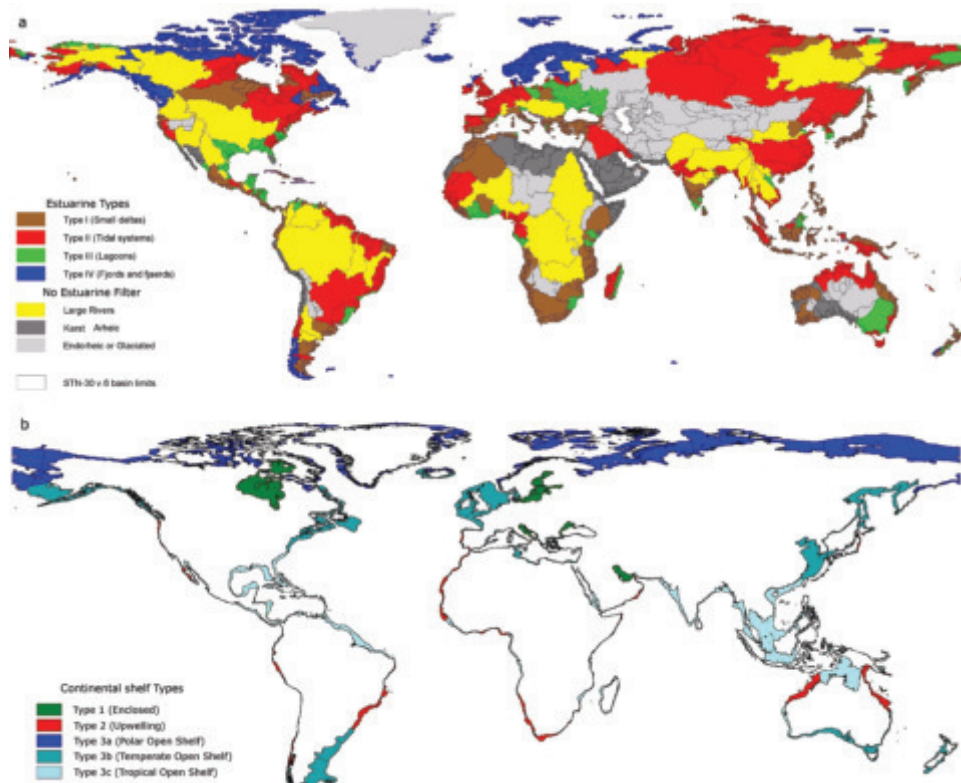 a
Estuarine Types
Type I (Small deltas)
Type II (Tidal systems)
Type III (Lagoons)
Type IV (Fjords and fjaerds)
No Estuarine Filter
Large Rivers
Karst Arheic
Endorheic or Glaciated
STN-30 v.6 basin limits
b
Continental shelf Types
Type 1 (Enclosed)
Type 2 (Upwelling)
Type 3a (Polar Open Shelf)
Type 3b (Temperate Open Shelf)
Type 3c (Tropical Open Shelf)